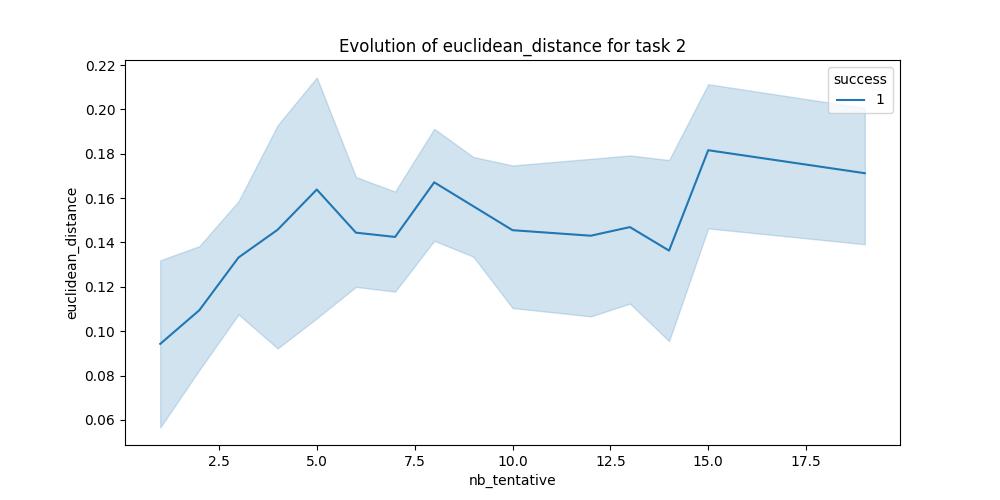 Evolution of euclidean_distance for task 2
success
1
0.22
0.20
0.18
0.16
0.14
0.12
0.10
0.08
0.06
euclidean_distance
2.5 5.0 7.5 10.0 12.5 15.0 17.5
nb_tentative